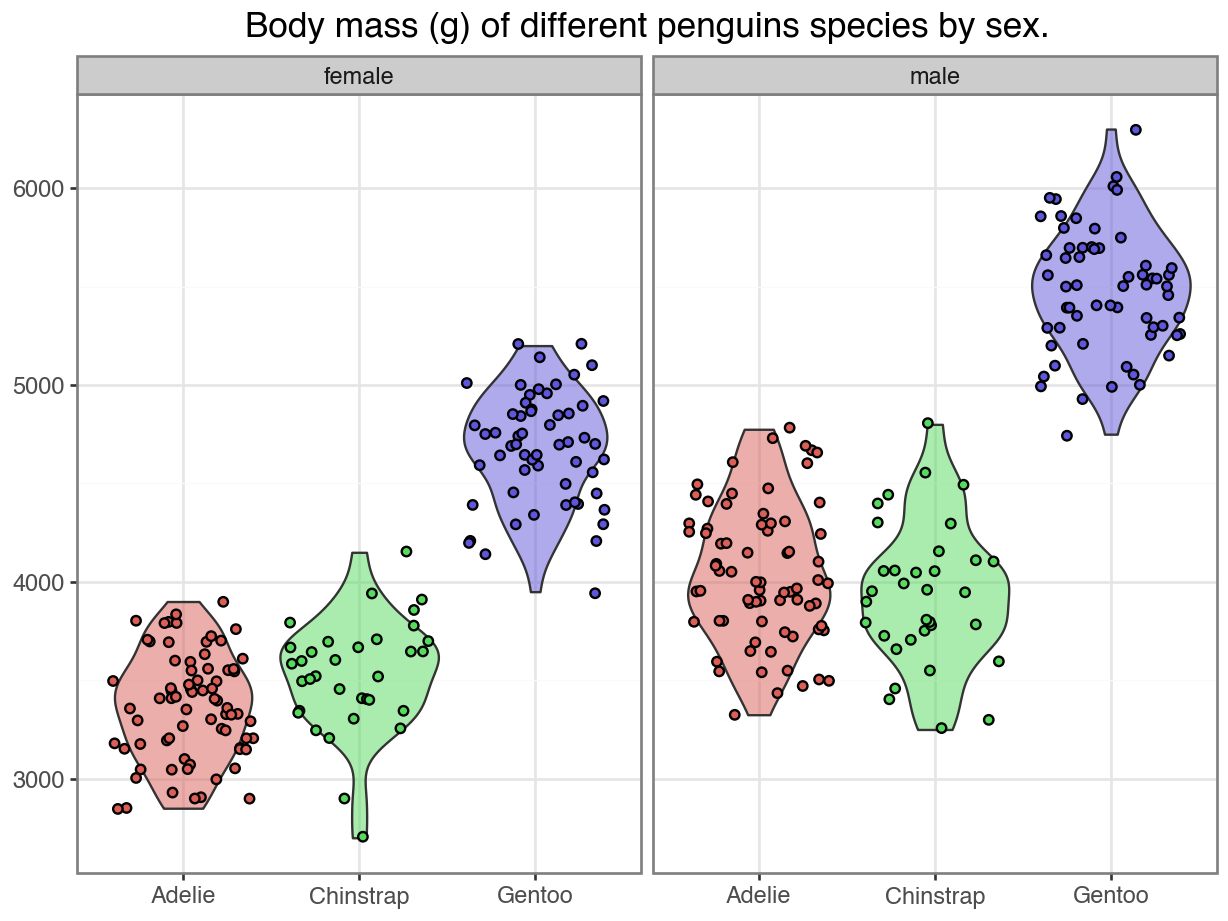 Body mass (g) of different penguins species by sex.
female
male
6000
5000
4000
3000
Adelie
Chinstrap
Gentoo
Adelie
Chinstrap
Gentoo